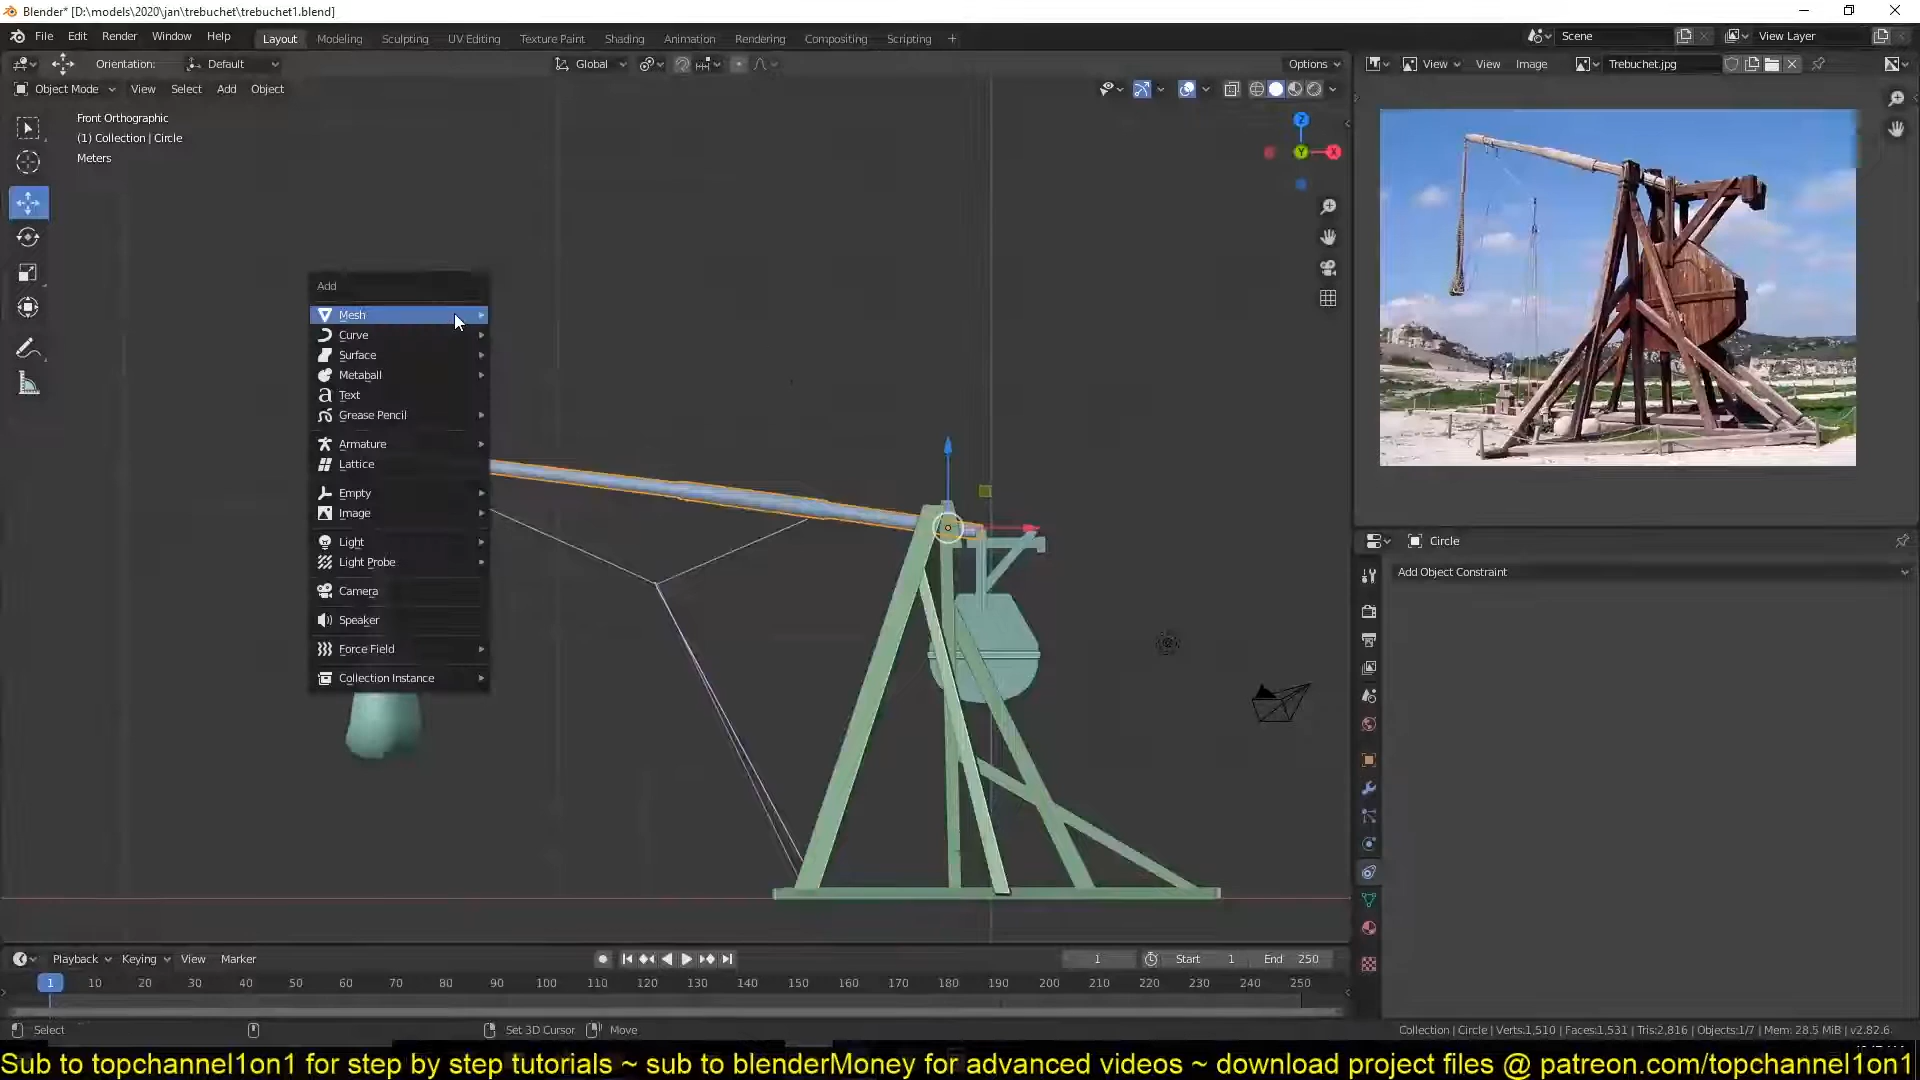 Blender* [D:\models\2020\jan\trebuchet\trebuchet1.blend]
File Edit Render Window Help Layout Modeling Sculpting UV Editing Texture Paint Shading Animation Rendering Compositing Scripting + Scene View Layer
Orientation: Default Global Options View View Image Trebuchet.jpg
Object Mode View Select Add Object
Front Orthographic
(1) Collection | Circle
Meters
Z
Y
X
Add
Mesh
Curve
Surface
Metaball
Text
Grease Pencil
Armature
Lattice
Empty
Image
Light
Light Probe
Camera
Speaker
Force Field
Collection Instance
Circle
Add Object Constraint
Playback Keying View Marker 1 Start 1 End 250
1 10 20 30 40 50 60 70 80 90 100 110 120 130 140 150 160 170 180 190 200 210 220 230 240 250
Select Set 3D Cursor Move Collection | Circle | Verts:1,510 | Faces:1,531 | Tris:2,816 | Objects:1/7 | Mem: 28.5 MiB | v2.82.6
Sub to topchannel1on1 for step by step tutorials ~ sub to blenderMoney for advanced videos ~ download project files @ patreon.com/topchannel1on1